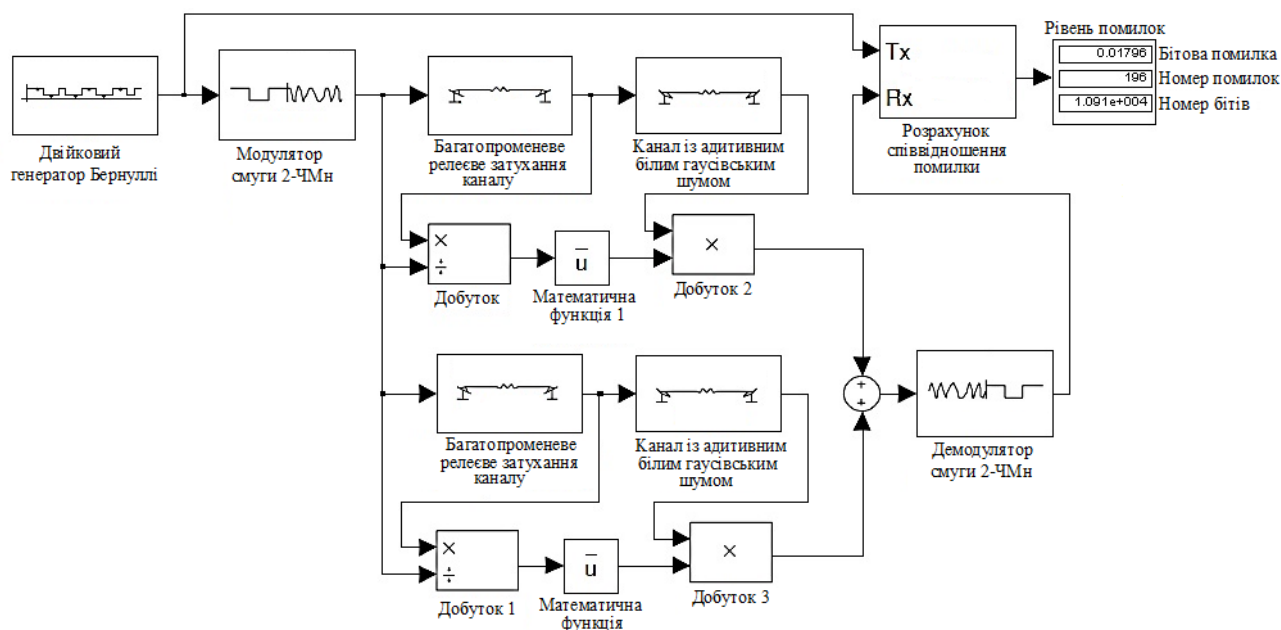 Рівень помилок
0.01796
Бітова помилка
196
Номер помилок
1.091e+004
Номер бітів
Tx
Rx
Розрахунок
співвідношення
помилки
Двійковий
генератор Бернуллі
Модулятор
смуги 2-ЧМн
Багатопроменеве
релеєве затухання
каналу
Канал із адитивним
білим гаусівським
шумом
×
÷
Добуток
u
Математична
функція 1
×
Добуток 2
Багатопроменеве
релеєве затухання
каналу
Канал із адитивним
білим гаусівським
шумом
+
+
Демодулятор
смуги 2-ЧМн
×
÷
Добуток 1
u
Математична
функція
×
Добуток 3